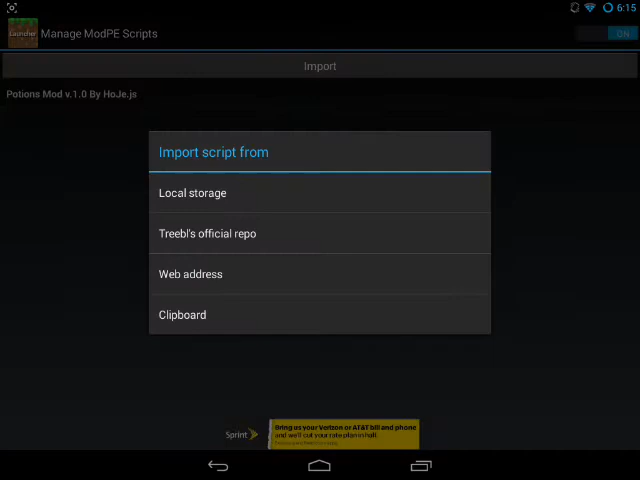 6:15
Launcher
Manage ModPE Scripts
ON
Import
Potions Mod v.1.0 By HoJe.js
Import script from
Local storage
Treebl's official repo
Web address
Clipboard
Sprint
Bring us your Verizon or AT&T bill and phone
and we'll cut your rate plan in half.